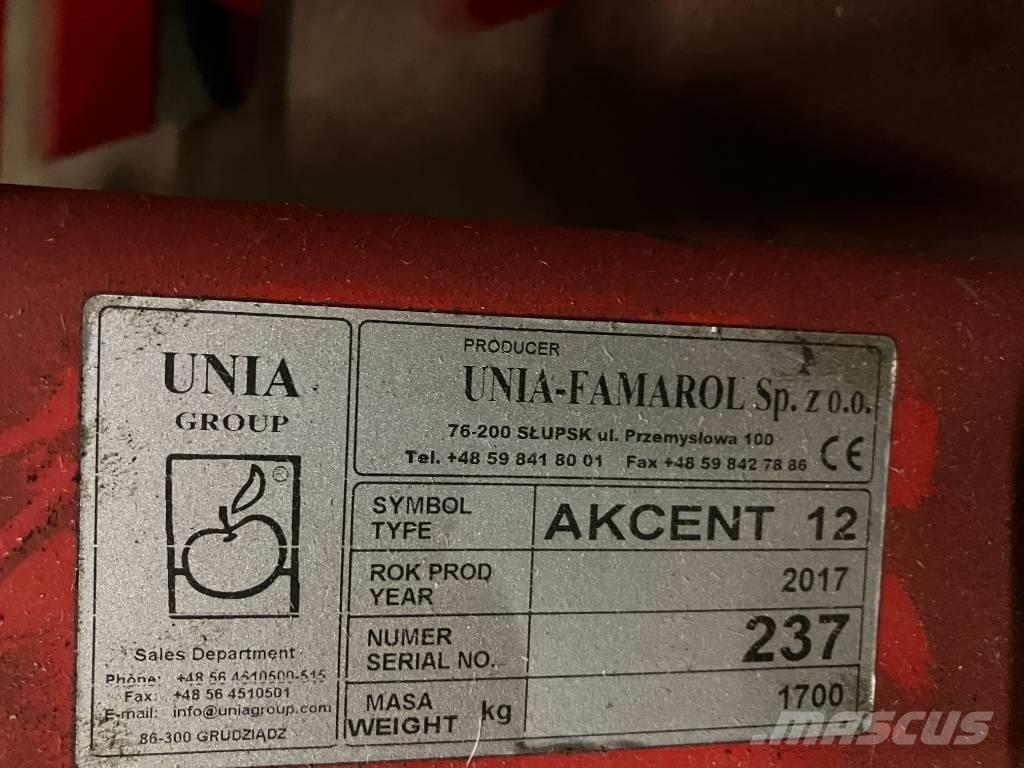 UNIA
GROUP
®
Sales Department
Phone: +48 56 4510500-515
Fax: +48 56 4510501
E-mail: info@uniagroup.com
86-300 GRUDZIĄDZ
PRODUCER
UNIA-FAMAROL Sp. z o.o.
76-200 SŁUPSK ul. Przemysłowa 100
Tel. +48 59 841 80 01 Fax +48 59 842 78 86 CE
SYMBOL
TYPE
AKCENT 12
ROK PROD
YEAR
2017
NUMER
SERIAL NO.
237
MASA
WEIGHT kg
1700
MASCUS